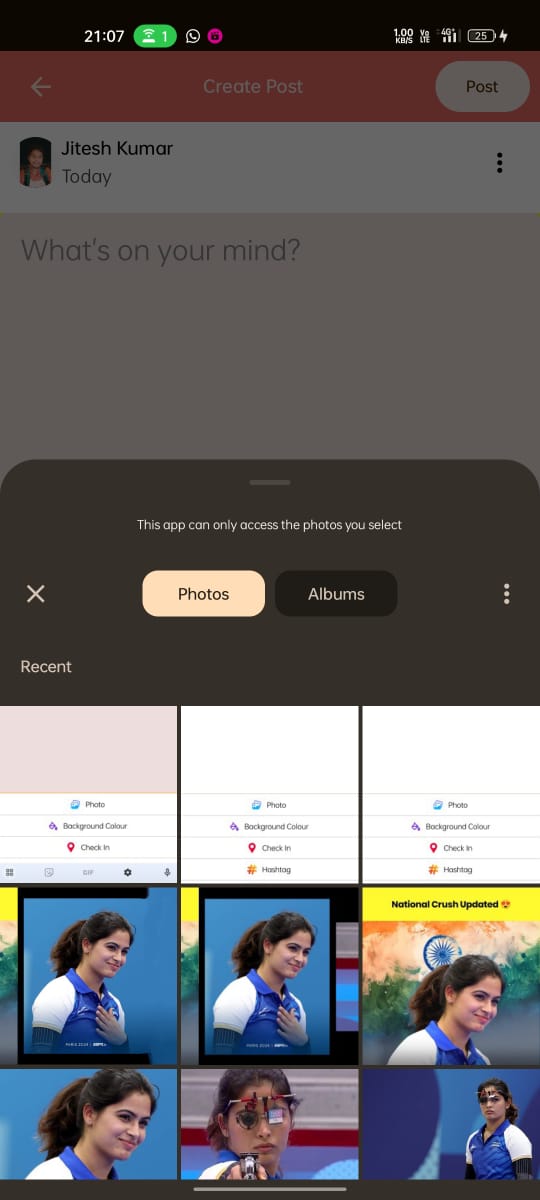 21:07
1
1.00
KB/S
Vo
LTE
4G+
25
Create Post
Post
Jitesh Kumar
Today
What's on your mind?
This app can only access the photos you select
Photos
Albums
Recent
Photo
Background Colour
Check In
GIF
Photo
Background Colour
Check In
Hashtag
Photo
Background Colour
Check In
Hashtag
PARIS 2024
PARIS 2024
National Crush Updated 😍